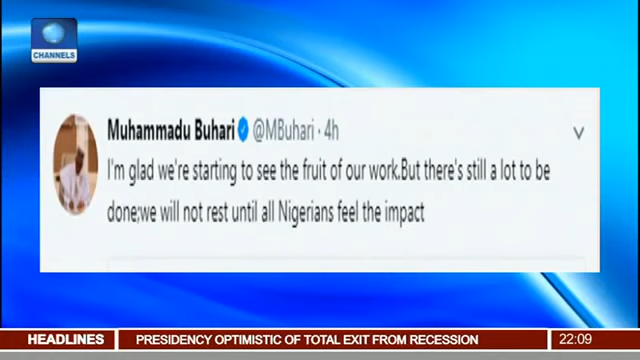 CHANNELS
Muhammadu Buhari @MBuhari · 4h
I'm glad we're starting to see the fruit of our work.But there's still a lot to be
done;we will not rest until all Nigerians feel the impact
HEADLINES PRESIDENCY OPTIMISTIC OF TOTAL EXIT FROM RECESSION 22:09